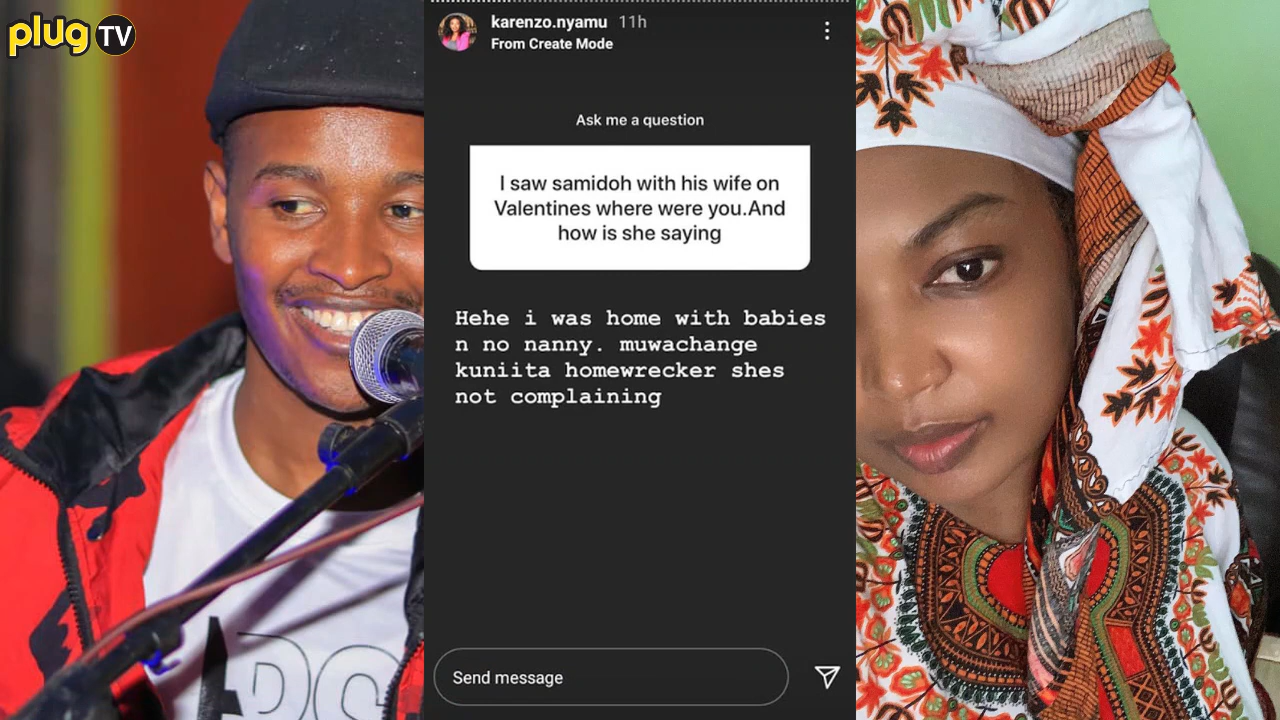 plug TV
karenzo.nyamu 11h
From Create Mode
Ask me a question
I saw samidoh with his wife on
Valentines where were you.And
how is she saying
Hehe i was home with babies
n no nanny. muwachange
kuniita homewrecker shes
not complaining
Send message